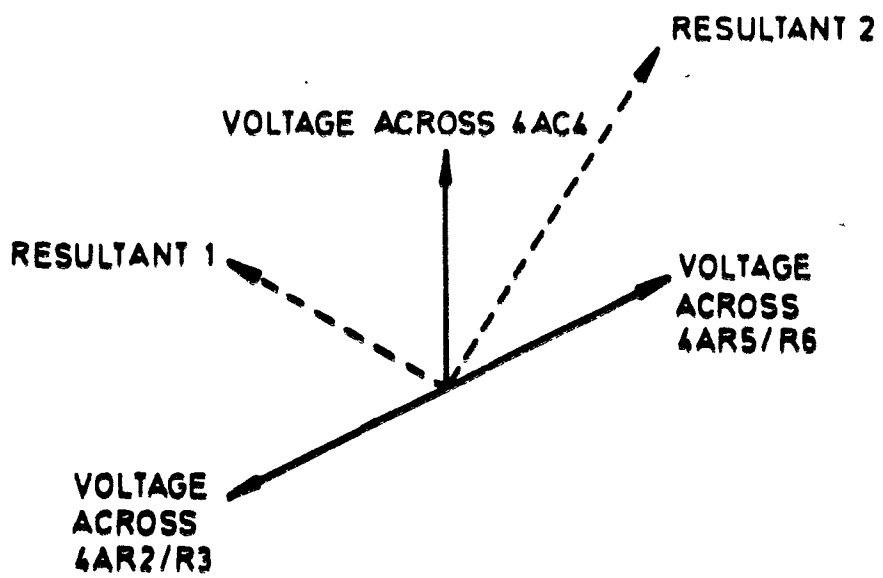 RESULTANT 2
VOLTAGE ACROSS 4AC4
RESULTANT 1
VOLTAGE
ACROSS
4AR5/R6
VOLTAGE
ACROSS
4AR2/R3